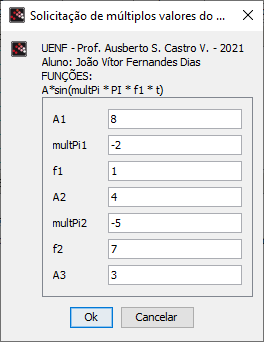 Solicitação de múltiplos valores do ...
UENF - Prof. Ausberto S. Castro V. - 2021
Aluno: João Vítor Fernandes Dias
FUNÇÕES:
A*sin(multPi * PI * f1 * t)
A1 8
multPi1 -2
f1 1
A2 4
multPi2 -5
f2 7
A3 3
Ok Cancelar